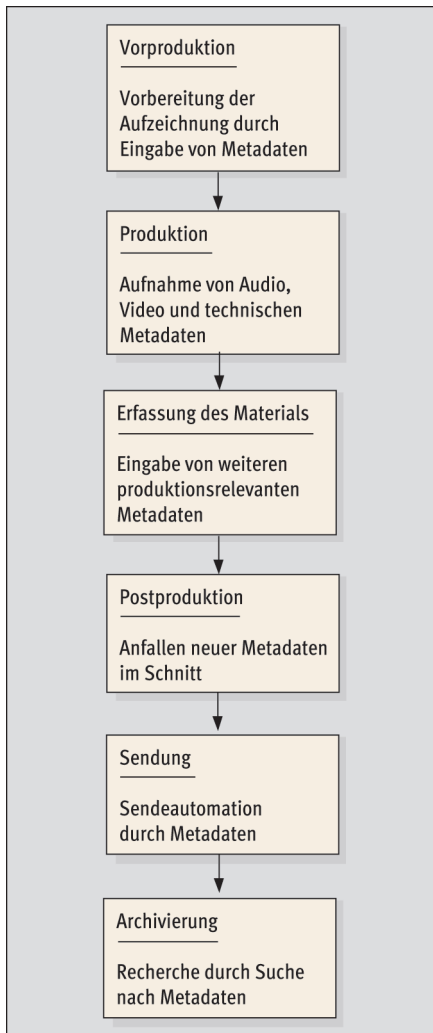 Vorproduktion
Vorbereitung der
Aufzeichnung durch
Eingabe von Metadaten
Produktion
Aufnahme von Audio,
Video und technischen
Metadaten
Erfassung des Materials
Eingabe von weiteren
produktionsrelevanten
Metadaten
Postproduktion
Anfallen neuer Metadaten
im Schnitt
Sendung
Sendeautomation
durch Metadaten
Archivierung
Recherche durch Suche
nach Metadaten